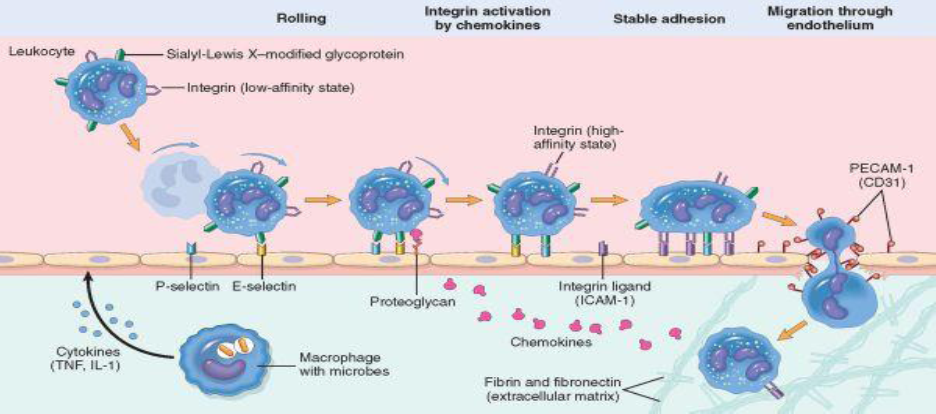 Rolling
Integrin activation
by chemokines
Stable adhesion
Migration through
endothelium
Leukocyte
Sialyl-Lewis X–modified glycoprotein
Integrin (low-affinity state)
Integrin (high-
affinity state)
PECAM-1
(CD31)
P-selectin
E-selectin
Proteoglycan
Integrin ligand
(ICAM-1)
Cytokines
(TNF, IL-1)
Macrophage
with microbes
Chemokines
Fibrin and fibronectin
(extracellular matrix)